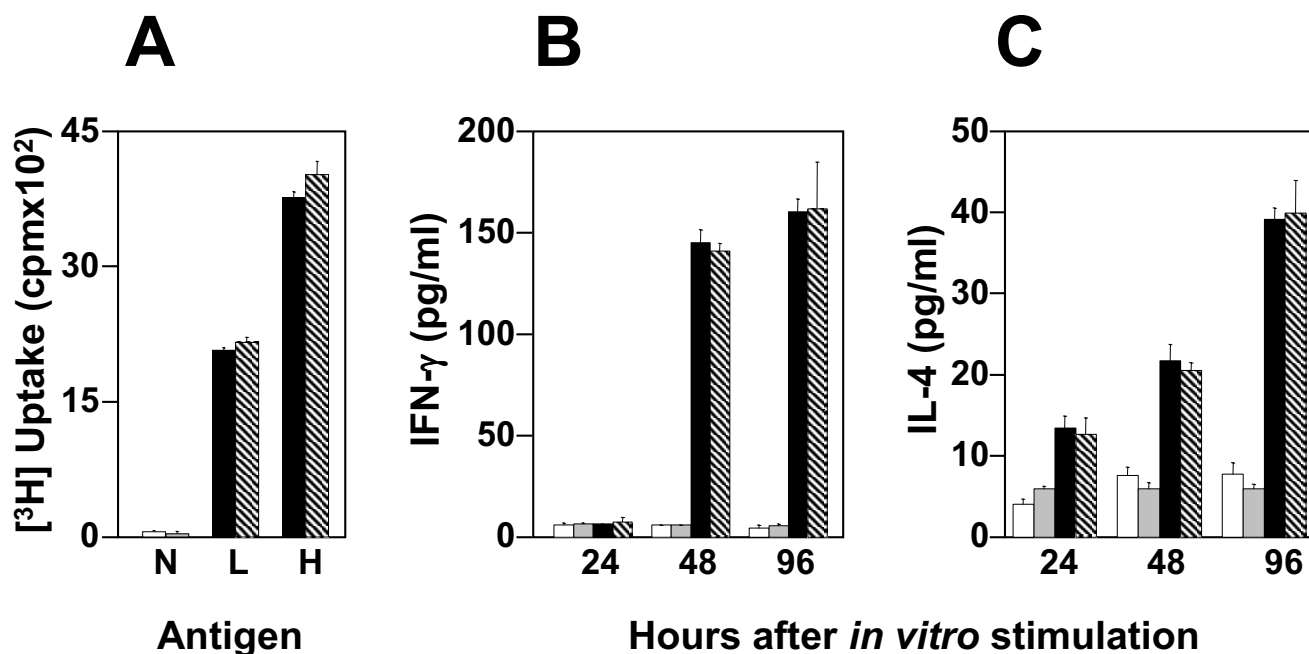 A
B
C
[³H] Uptake (cpmx10²)
45
30
15
0
N L H
Antigen
IFN-γ (pg/ml)
200
150
100
50
0
24 48 96
IL-4 (pg/ml)
50
40
30
20
10
0
24 48 96
Hours after in vitro stimulation